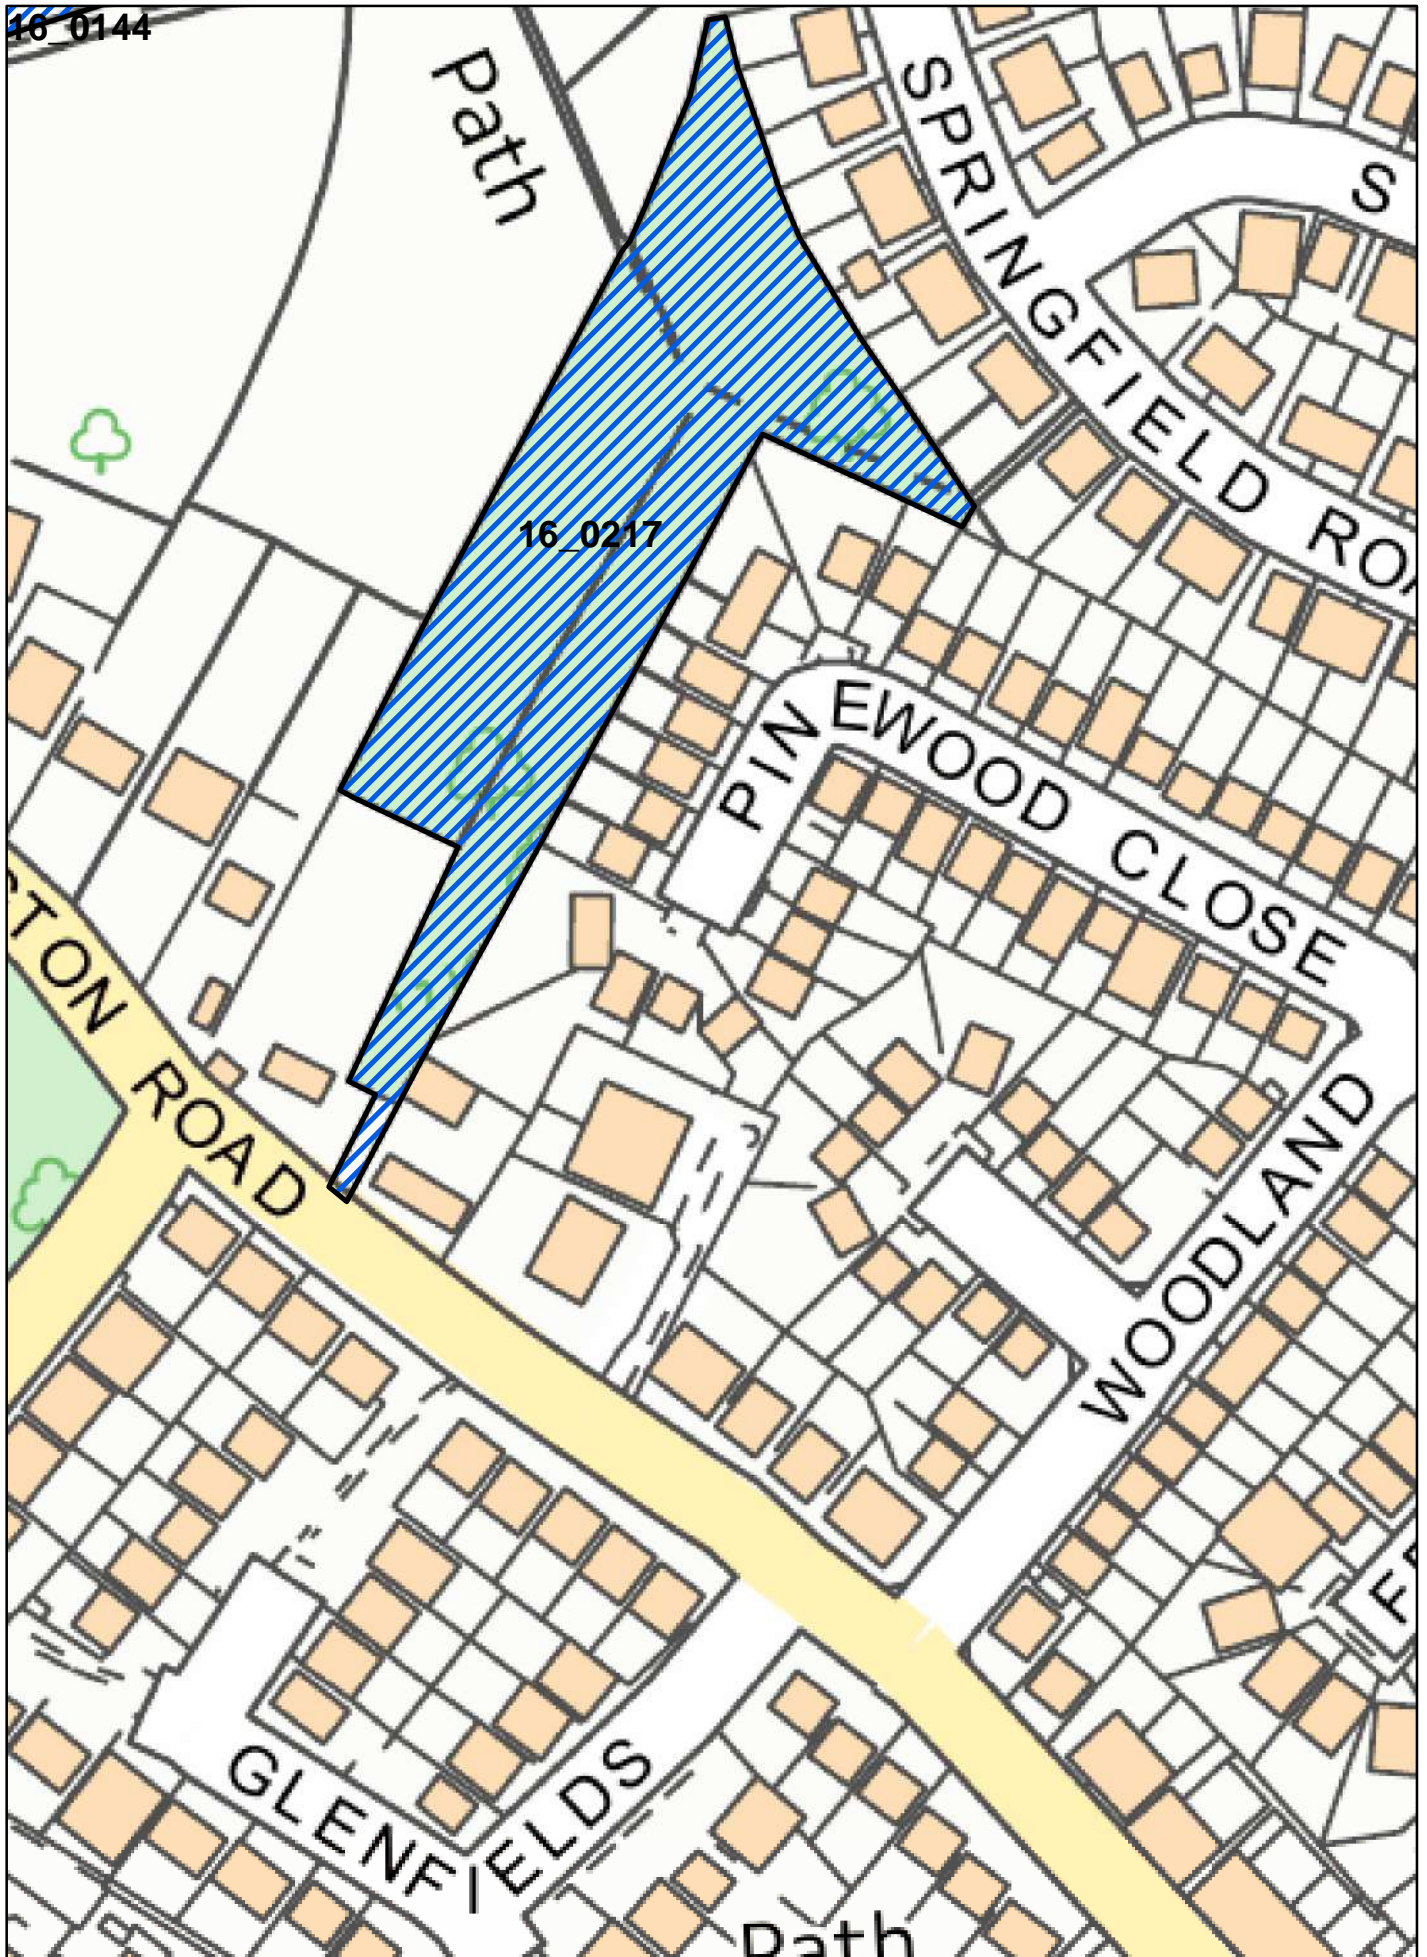 16_0144
Path
SPRINGFIELD ROA
S
16_0217
PINEWOOD CLOSE
TON ROAD
WOODLAND
GLENFIELDS
Path